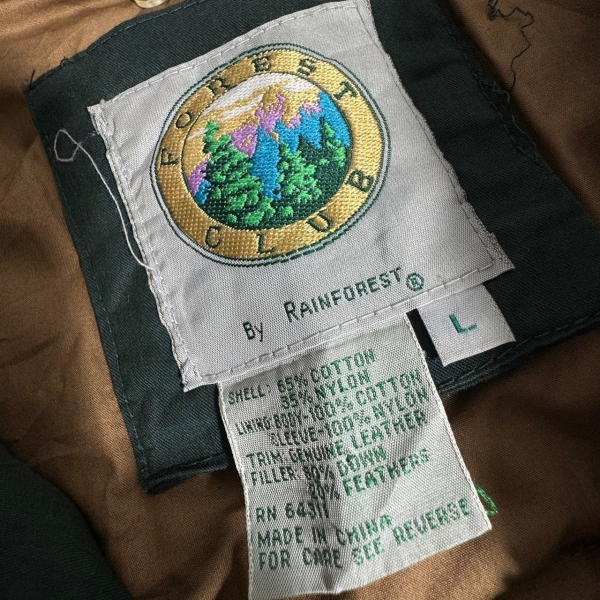 FOREST
CLUB
By RAINFOREST®
L
SHELL: 65% COTTON
35% NYLON
LINING BODY-100% COTTON
SLEEVE-100% NYLON
TRIM: GENUINE LEATHER
FILLER: 80% DOWN
20% FEATHERS
RN
MADE IN CHINA
FOR CARE SEE REVERSE